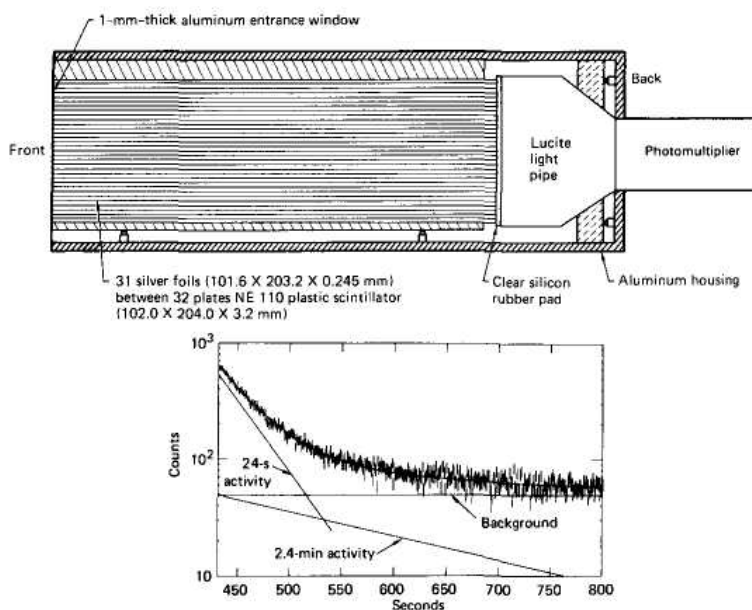 1-mm-thick aluminum entrance window
Back
Front
Lucite
light
pipe
Photomultiplier
31 silver foils (101.6 X 203.2 X 0.245 mm)
between 32 plates NE 110 plastic scintillator
(102.0 X 204.0 X 3.2 mm)
Clear silicon
rubber pad
Aluminum housing
10³
10²
10
Counts
24-s
activity
Background
2.4-min activity
450 500 550 600 650 700 750 800
Seconds